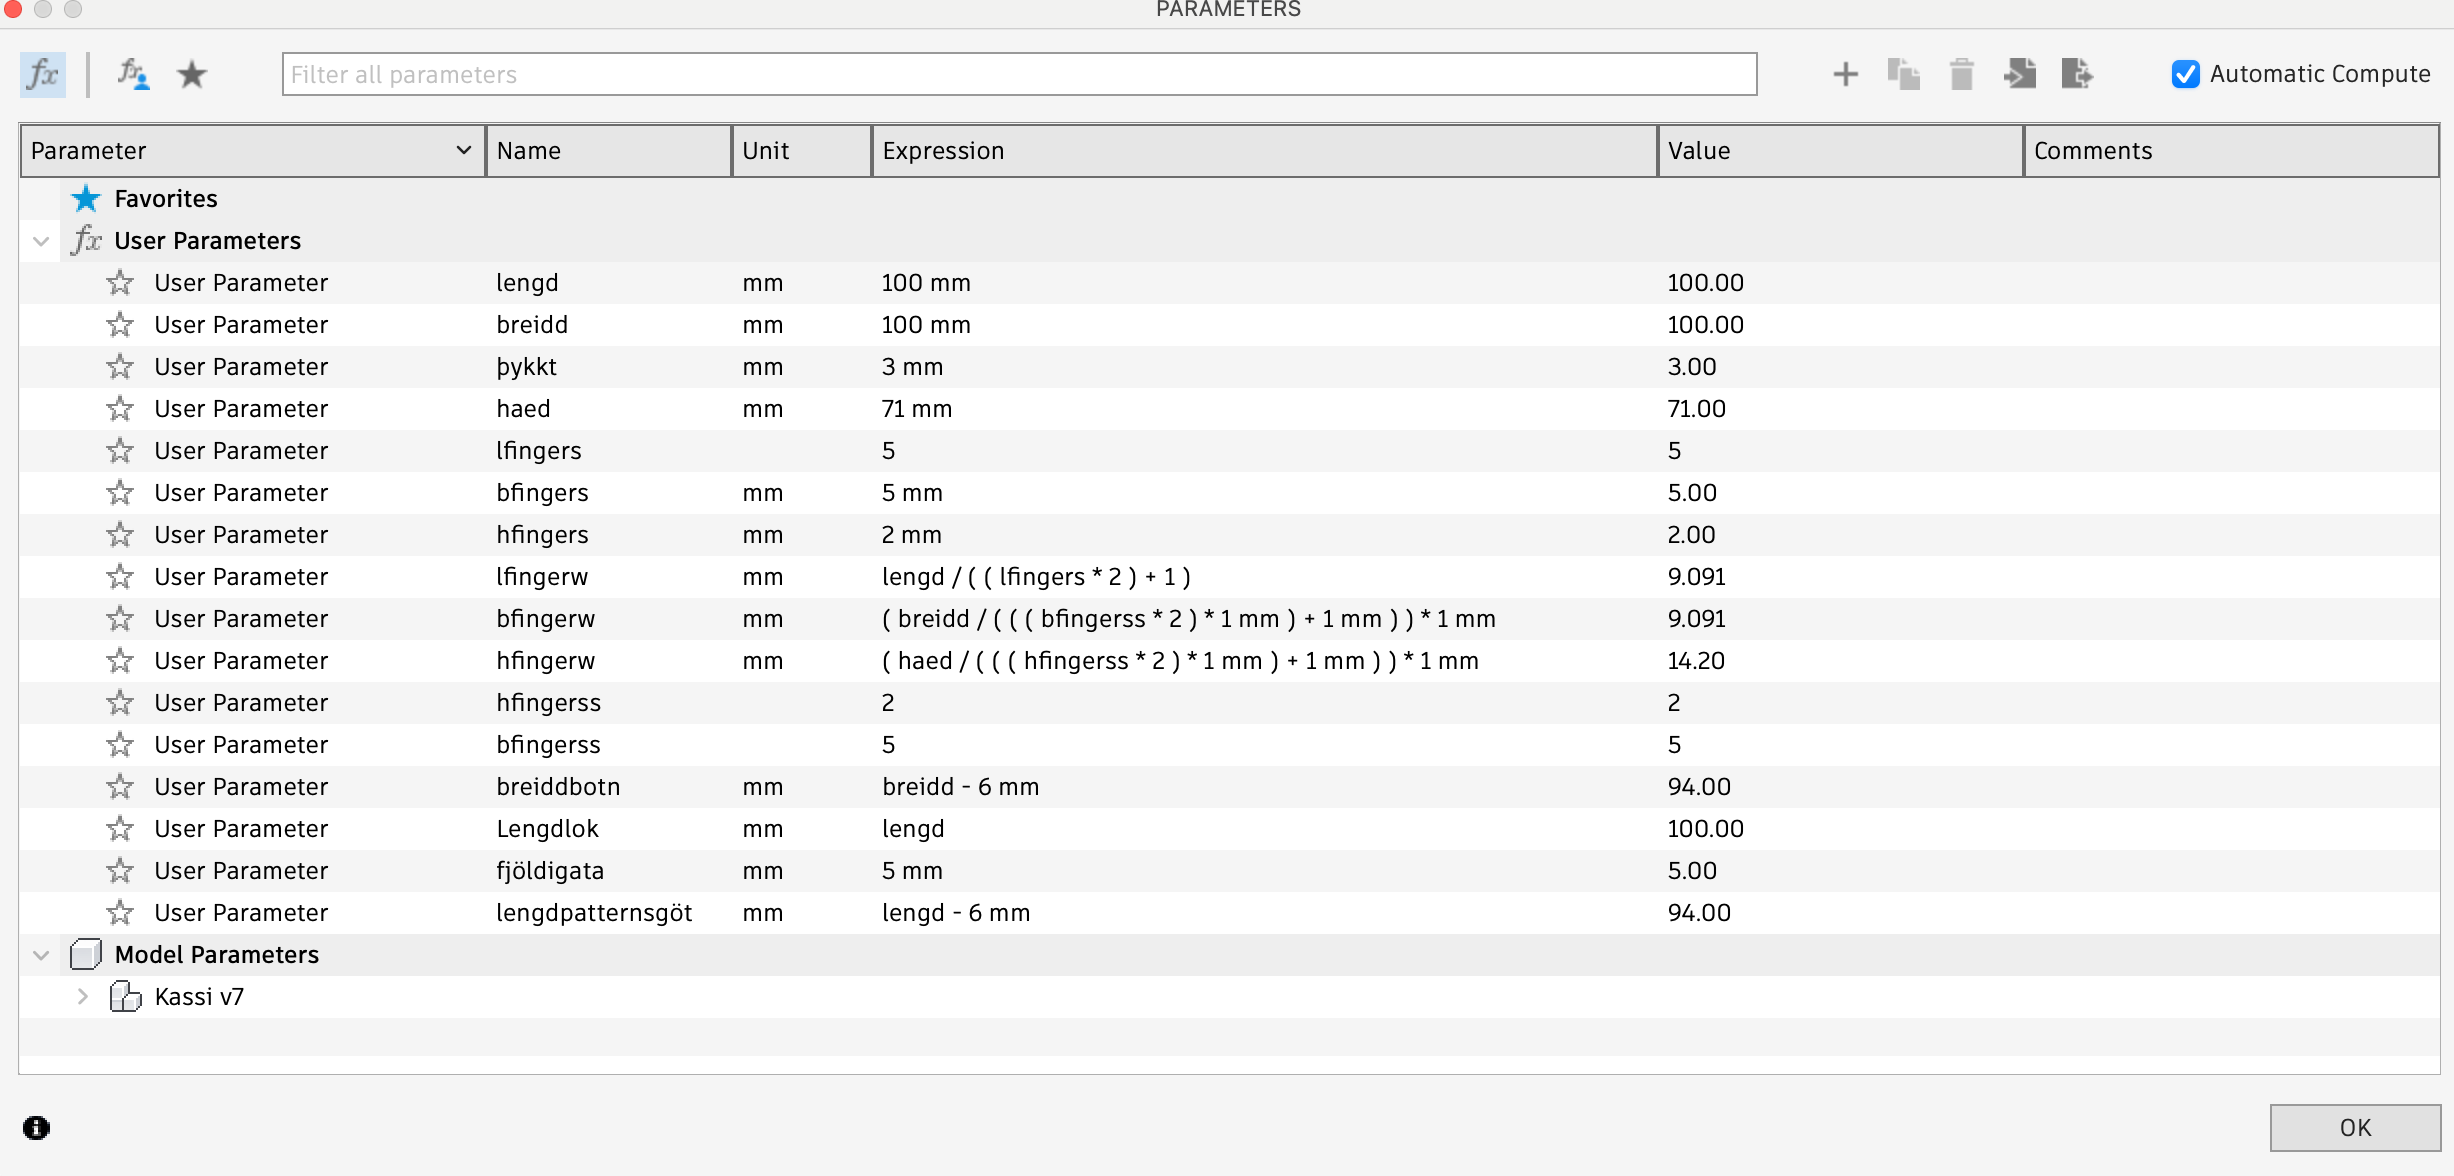 PARAMETERS
fx fx Filter all parameters Automatic Compute
Parameter Name Unit Expression Value Comments
Favorites
fx User Parameters
User Parameter lengd mm 100 mm 100.00
User Parameter breidd mm 100 mm 100.00
User Parameter þykkt mm 3 mm 3.00
User Parameter haed mm 71 mm 71.00
User Parameter lfingers 5 5
User Parameter bfingers mm 5 mm 5.00
User Parameter hfingers mm 2 mm 2.00
User Parameter lfingerw mm lengd / ( ( lfingers * 2 ) + 1 ) 9.091
User Parameter bfingerw mm ( breidd / ( ( ( bfingerss * 2 ) * 1 mm ) + 1 mm ) ) * 1 mm 9.091
User Parameter hfingerw mm ( haed / ( ( ( hfingerss * 2 ) * 1 mm ) + 1 mm ) ) * 1 mm 14.20
User Parameter hfingerss 2 2
User Parameter bfingerss 5 5
User Parameter breiddbotn mm breidd - 6 mm 94.00
User Parameter Lengdlok mm lengd 100.00
User Parameter fjöldigata mm 5 mm 5.00
User Parameter lengdpatternsgöt mm lengd - 6 mm 94.00
Model Parameters
Kassi v7
OK